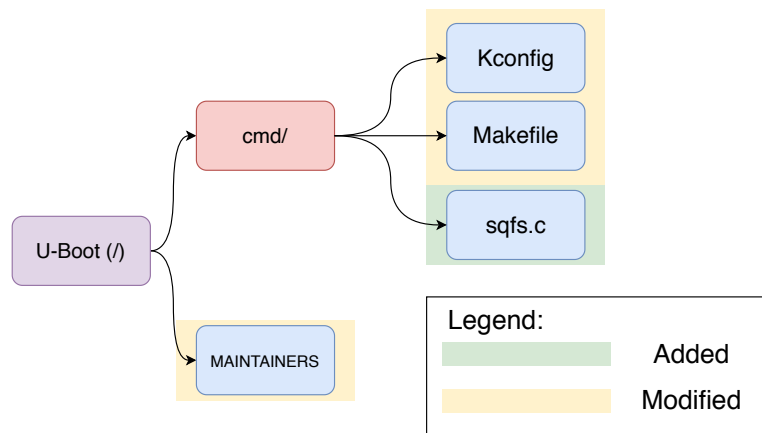 Kconfig
cmd/
Makefile
sqfs.c
U-Boot (/)
MAINTAINERS
Legend:
Added
Modified